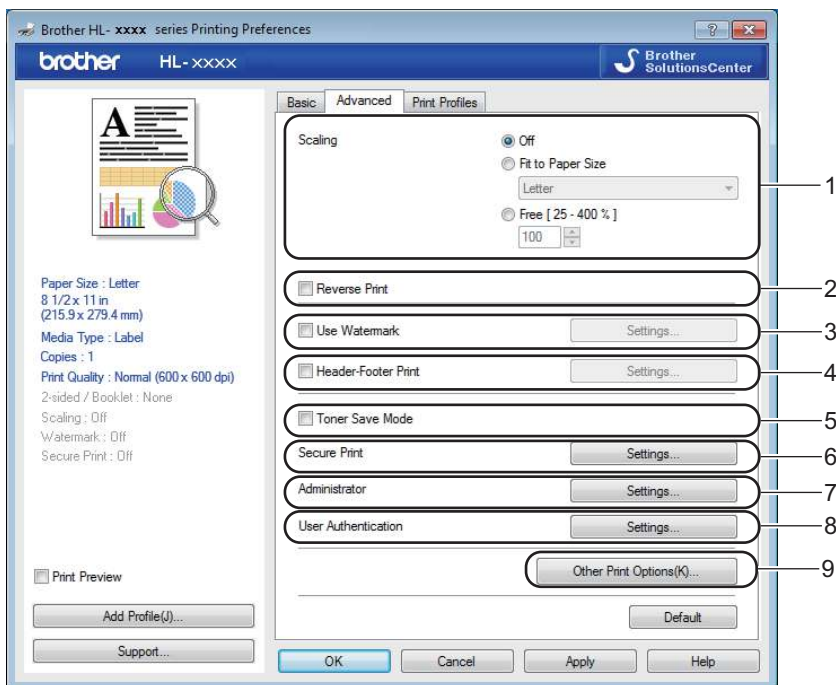 Brother HL- xxxx series Printing Preferences
brother HL-xxxx
Brother
SolutionsCenter
A
Paper Size : Letter
8 1/2 x 11 in
(215.9 x 279.4 mm)
Media Type : Label
Copies : 1
Print Quality : Normal (600 x 600 dpi)
2-sided / Booklet : None
Scaling : Off
Watermark : Off
Secure Print : Off
Print Preview
Add Profile(J)...
Support...
Basic Advanced Print Profiles
Scaling
Off
Fit to Paper Size
Letter
Free [ 25 - 400 % ]
100
1
Reverse Print
2
Use Watermark Settings...
3
Header-Footer Print Settings...
4
Toner Save Mode
5
Secure Print Settings...
6
Administrator Settings...
7
User Authentication Settings...
8
Other Print Options(K)...
9
Default
OK Cancel Apply Help